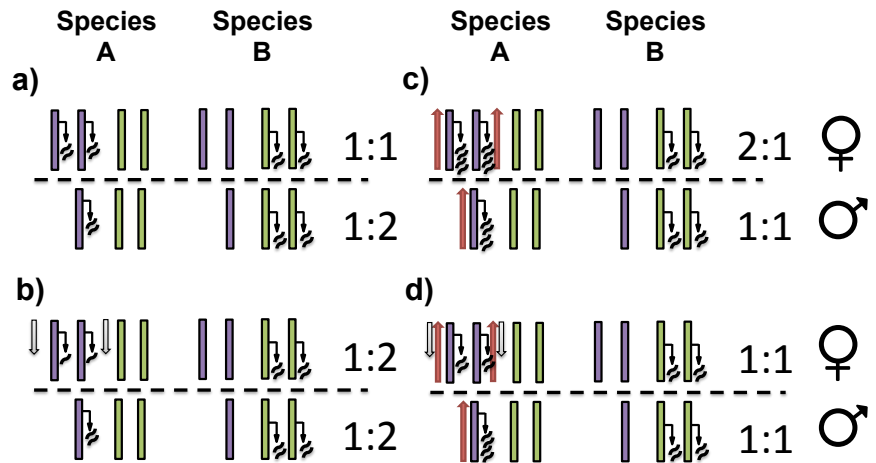 Species A
Species B
Species A
Species B
a)
1:1
1:2
c)
2:1
♀
1:1
♂
b)
1:2
1:2
d)
1:1
♀
1:1
♂